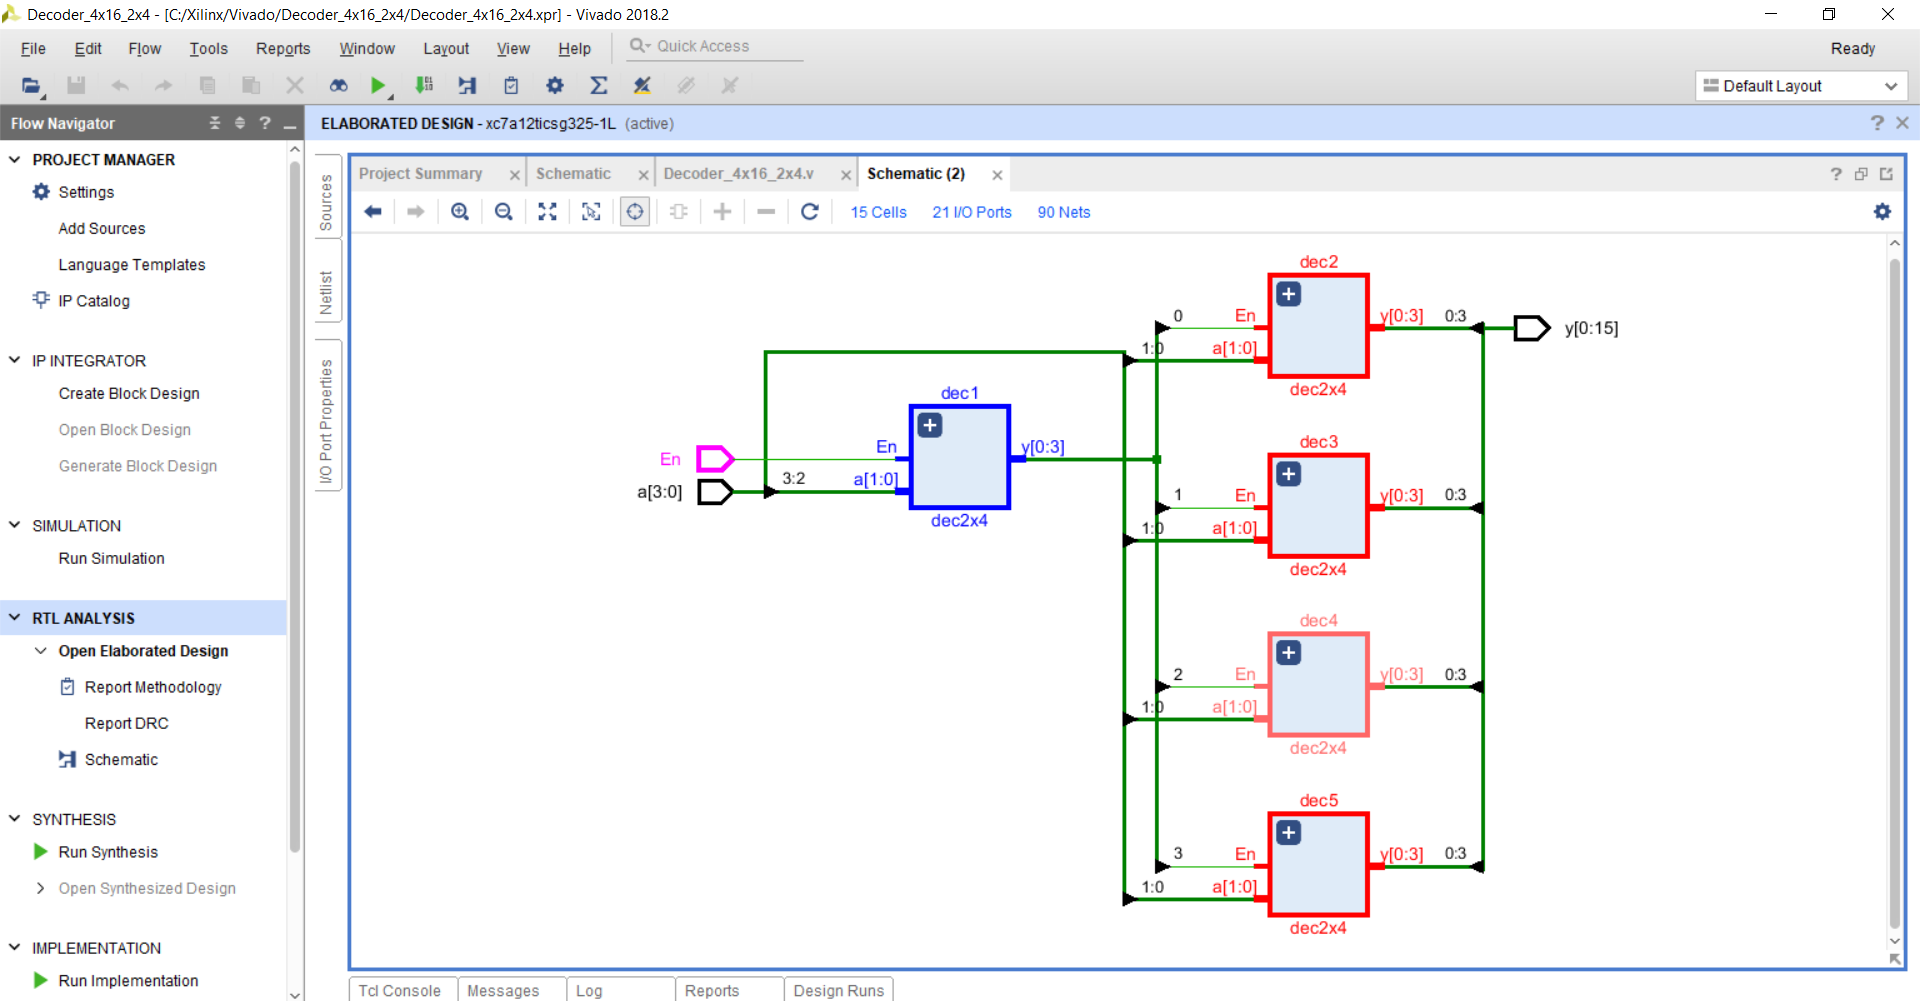 Decoder_4x16_2x4 - [C:/Xilinx/Vivado/Decoder_4x16_2x4/Decoder_4x16_2x4.xpr] - Vivado 2018.2
File Edit Flow Tools Reports Window Layout View Help Quick Access Ready
Default Layout
Flow Navigator
ELABORATED DESIGN - xc7a12ticsg325-1L (active)
PROJECT MANAGER
Settings
Add Sources
Language Templates
IP Catalog
IP INTEGRATOR
Create Block Design
Open Block Design
Generate Block Design
SIMULATION
Run Simulation
RTL ANALYSIS
Open Elaborated Design
Report Methodology
Report DRC
Schematic
SYNTHESIS
Run Synthesis
Open Synthesized Design
IMPLEMENTATION
Run Implementation
Sources
Netlist
I/O Port Properties
Project Summary Schematic Decoder_4x16_2x4.v Schematic (2)
15 Cells 21 I/O Ports 90 Nets
En
a[3:0]
3:2
dec1
En
a[1:0]
y[0:3]
dec2x4
dec2
0 En y[0:3] 0:3
1:0 a[1:0]
dec2x4
y[0:15]
dec3
1 En y[0:3] 0:3
1:0 a[1:0]
dec2x4
dec4
2 En y[0:3] 0:3
1:0 a[1:0]
dec2x4
dec5
3 En y[0:3] 0:3
1:0 a[1:0]
dec2x4
Tcl Console Messages Log Reports Design Runs